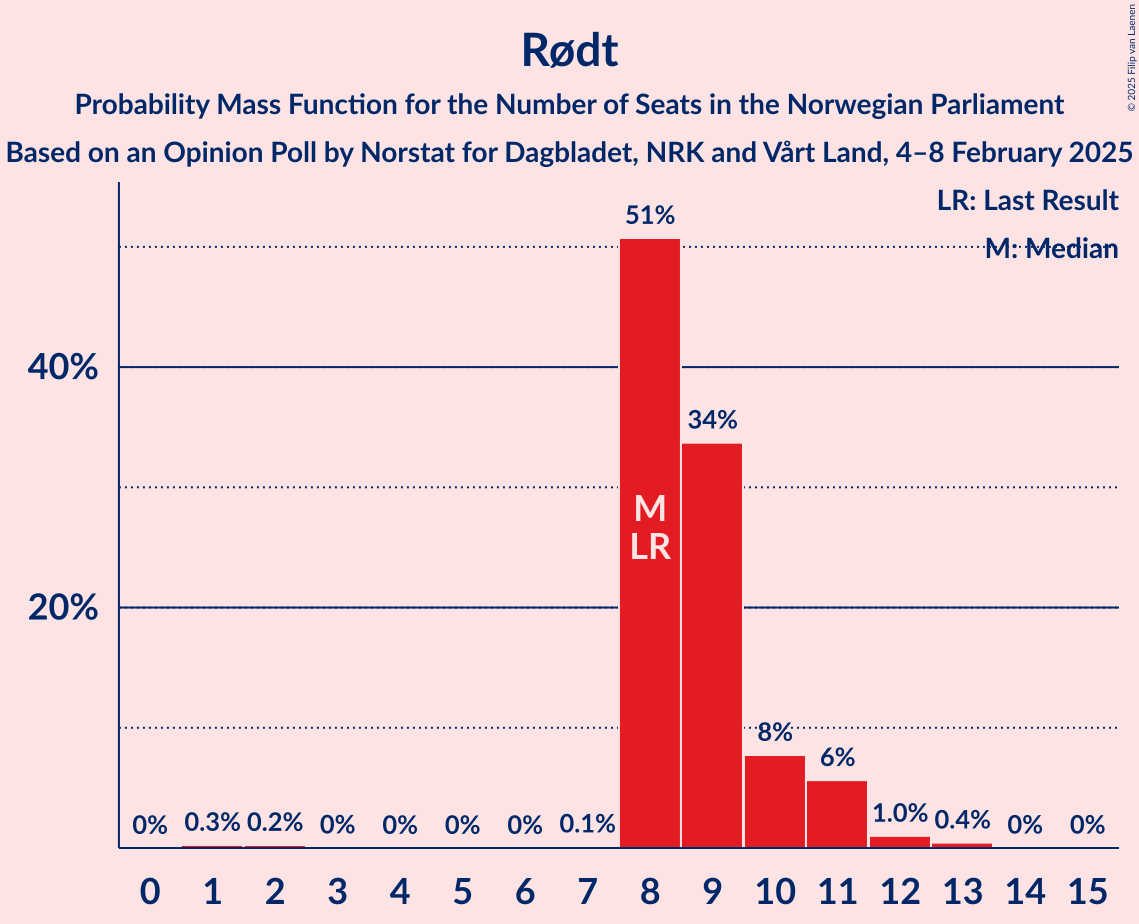 Rødt
Probability Mass Function for the Number of Seats in the Norwegian Parliament
Based on an Opinion Poll by Norstat for Dagbladet, NRK and Vårt Land, 4–8 February 2025
© 2025 Filip van Laenen
LR: Last Result
M: Median
51%
40%
34%
M
LR
20%
8%
6%
0% 0.3% 0.2% 0% 0% 0% 0% 0.1% 1.0% 0.4% 0% 0%
0 1 2 3 4 5 6 7 8 9 10 11 12 13 14 15